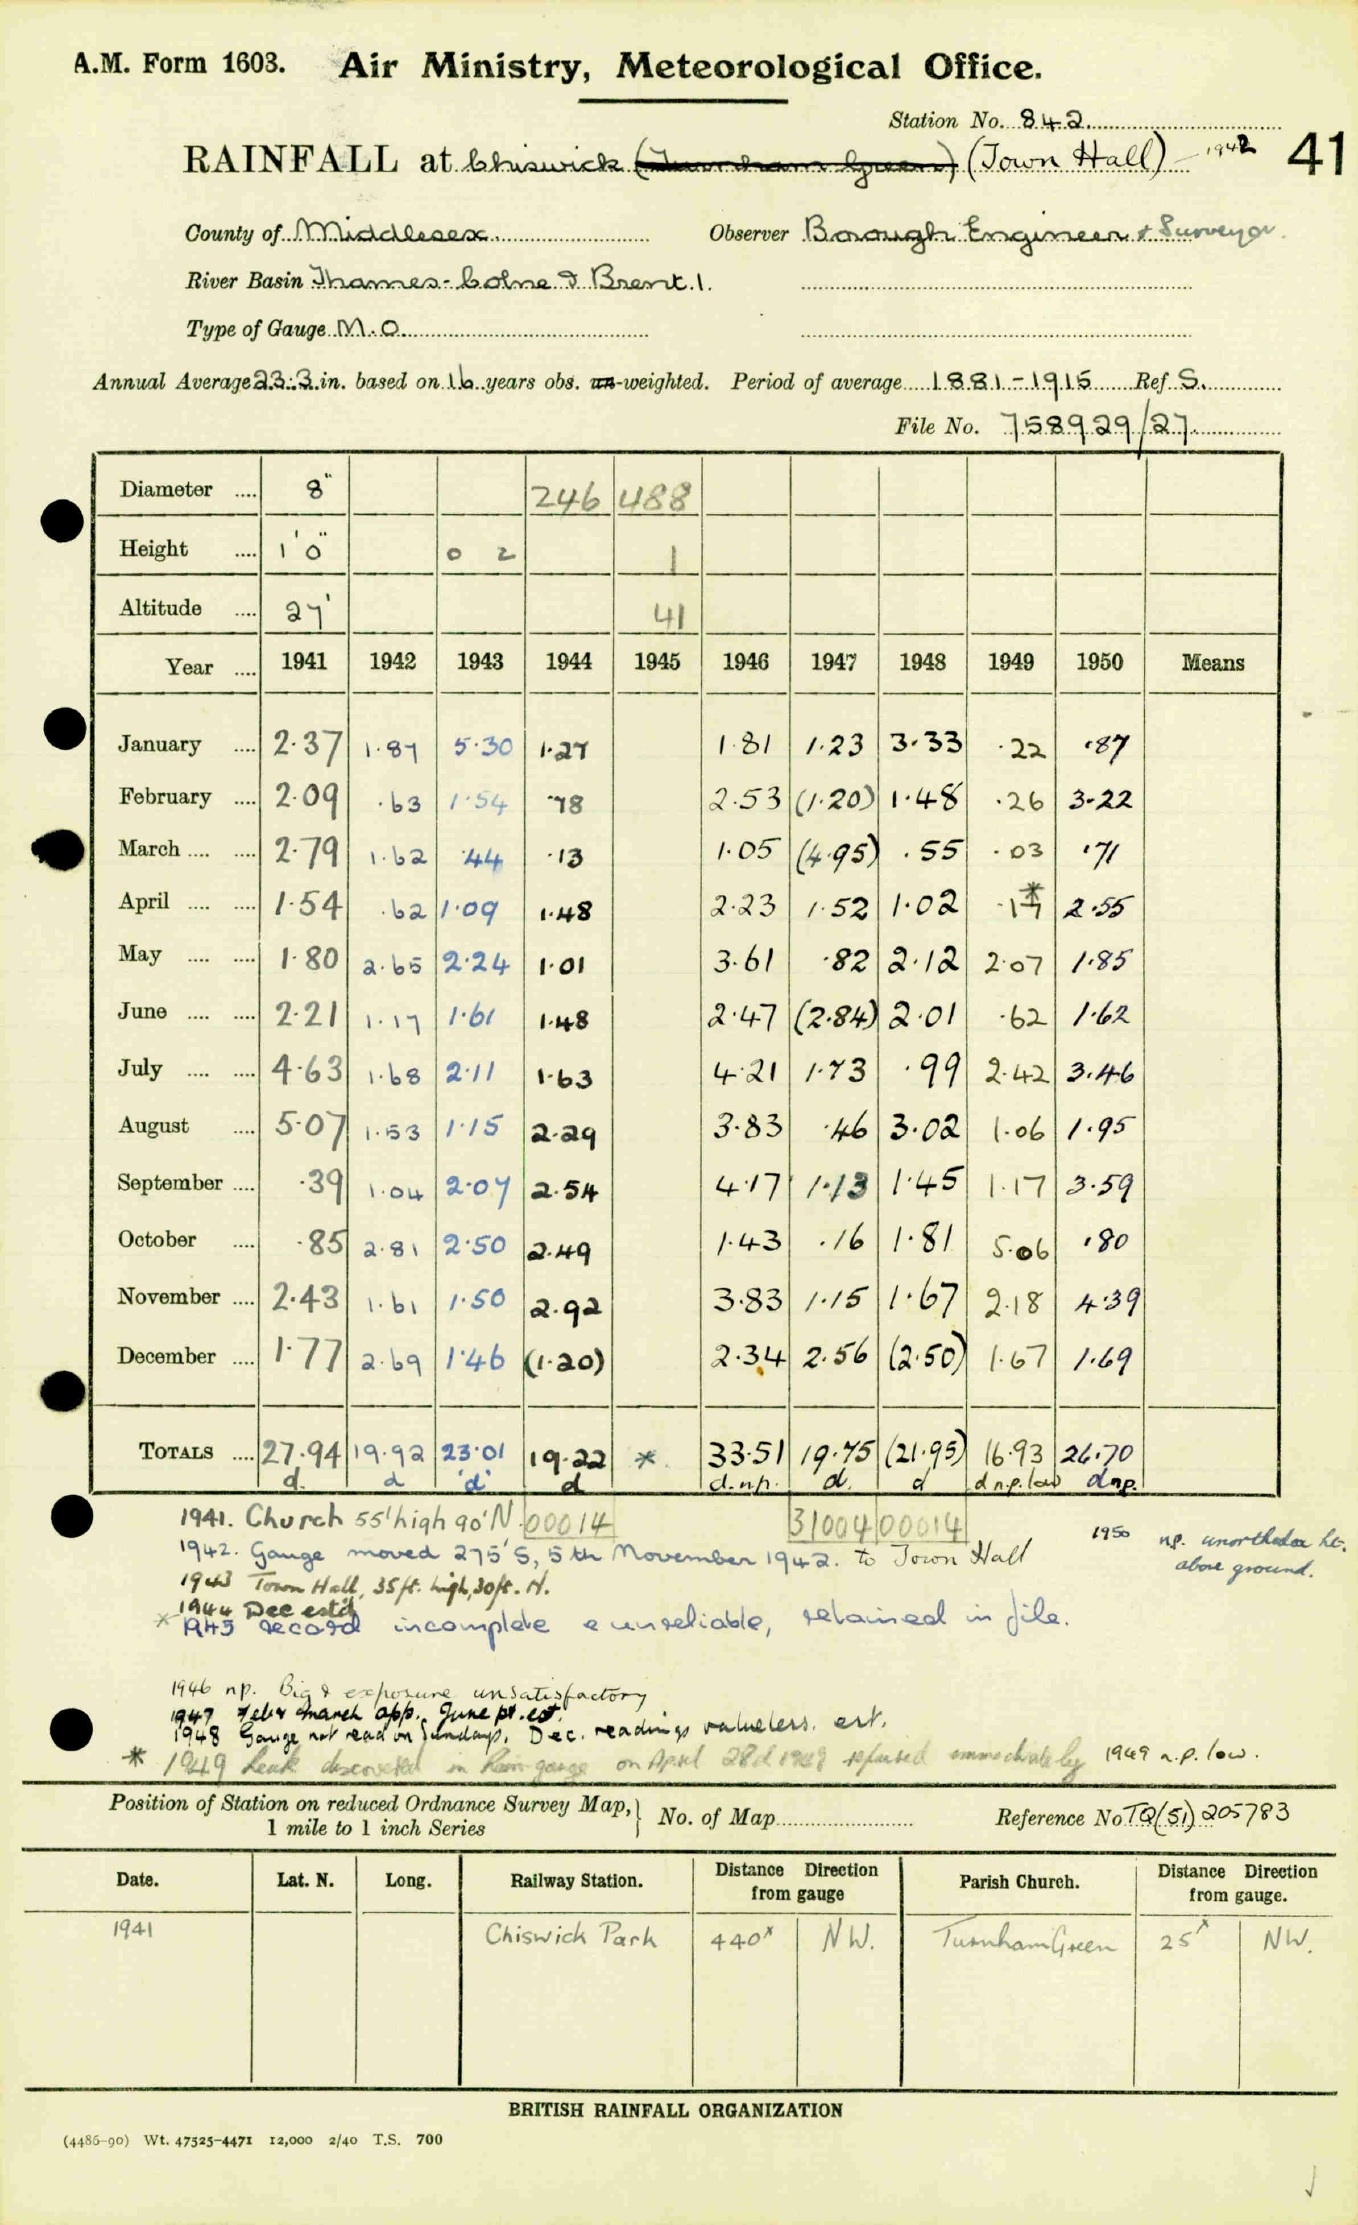 A.M. Form 1603. Air Ministry, Meteorological Office.
Station No. 842
RAINFALL at Chiswick (Turnham Green) (Town Hall) - 1942 41
County of Middlesex Observer Borough Engineer & Surveyor.
River Basin Thames - Colne & Brent. 1.
Type of Gauge M.O.
Annual Average 23.3 in. based on 16 years obs. un-weighted. Period of average 1881-1915 Ref S.
File No. 758929/27
Diameter .... 8" 246 488
Height .... 1'0" 0 2 1
Altitude .... 27' 41
Year .... 1941 1942 1943 1944 1945 1946 1947 1948 1949 1950 Means
January .... 2.37 1.87 5.30 1.27 1.81 1.23 3.33 .22 .87
February .... 2.09 .63 1.54 .78 2.53 (1.20) 1.48 .26 3.22
March .... .... 2.79 1.62 .44 .13 1.05 (4.95) .55 .03 .71
April .... .... 1.54 .62 1.09 1.48 2.23 1.52 1.02 .17* 2.55
May .... .... 1.80 2.65 2.24 1.01 3.61 .82 2.12 2.07 1.85
June .... .... 2.21 1.17 1.61 1.48 2.47 (2.84) 2.01 .62 1.62
July .... .... 4.63 1.68 2.11 1.63 4.21 1.73 .99 2.42 3.46
August .... 5.07 1.53 1.15 2.29 3.83 .46 3.02 1.06 1.95
September .... .39 1.04 2.07 2.54 4.17 1.13 1.45 1.17 3.59
October .... .85 2.81 2.50 2.49 1.43 .16 1.81 5.06 .80
November .... 2.43 1.61 1.50 2.92 3.83 1.15 1.67 2.18 4.39
December .... 1.77 2.69 1.46 (1.20) 2.34 2.56 (2.50) 1.67 1.69
TOTALS .... 27.94 19.92 23.01 19.22 * 33.51 19.75 (21.95) 16.93 26.70
d. d 'd' d d.n.p. d. d d n.p. low d n.p.
1941. Church 55' high 90' N 00014 31004 00014
1942. Gauge moved 275' S, 5th November 1942. to Town Hall
1950 n.p. unorthodox ht. above ground.
1943 Town Hall, 35 ft. high, 30 ft. N.
1944 Dec est'd
* 1945 record incomplete & unreliable, retained in file.
1946 n.p. Big & exposure unsatisfactory
1947 Feb & March app. June pt. est.
1948 Gauge not read on Sundays. Dec. readings valueless. est.
* 1949 Leak discovered in Rain-gauge on April 28th 1949 repaired immediately 1949 n.p. low.
Position of Station on reduced Ordnance Survey Map, 1 mile to 1 inch Series } No. of Map Reference No TQ(51) 205783
Date. Lat. N. Long. Railway Station. Distance Direction from gauge Parish Church. Distance Direction from gauge.
1941 Chiswick Park 440x NW. Turnham Green 25x NW.
BRITISH RAINFALL ORGANIZATION
(4486-90) Wt. 47525-4471 12,000 2/40 T.S. 700